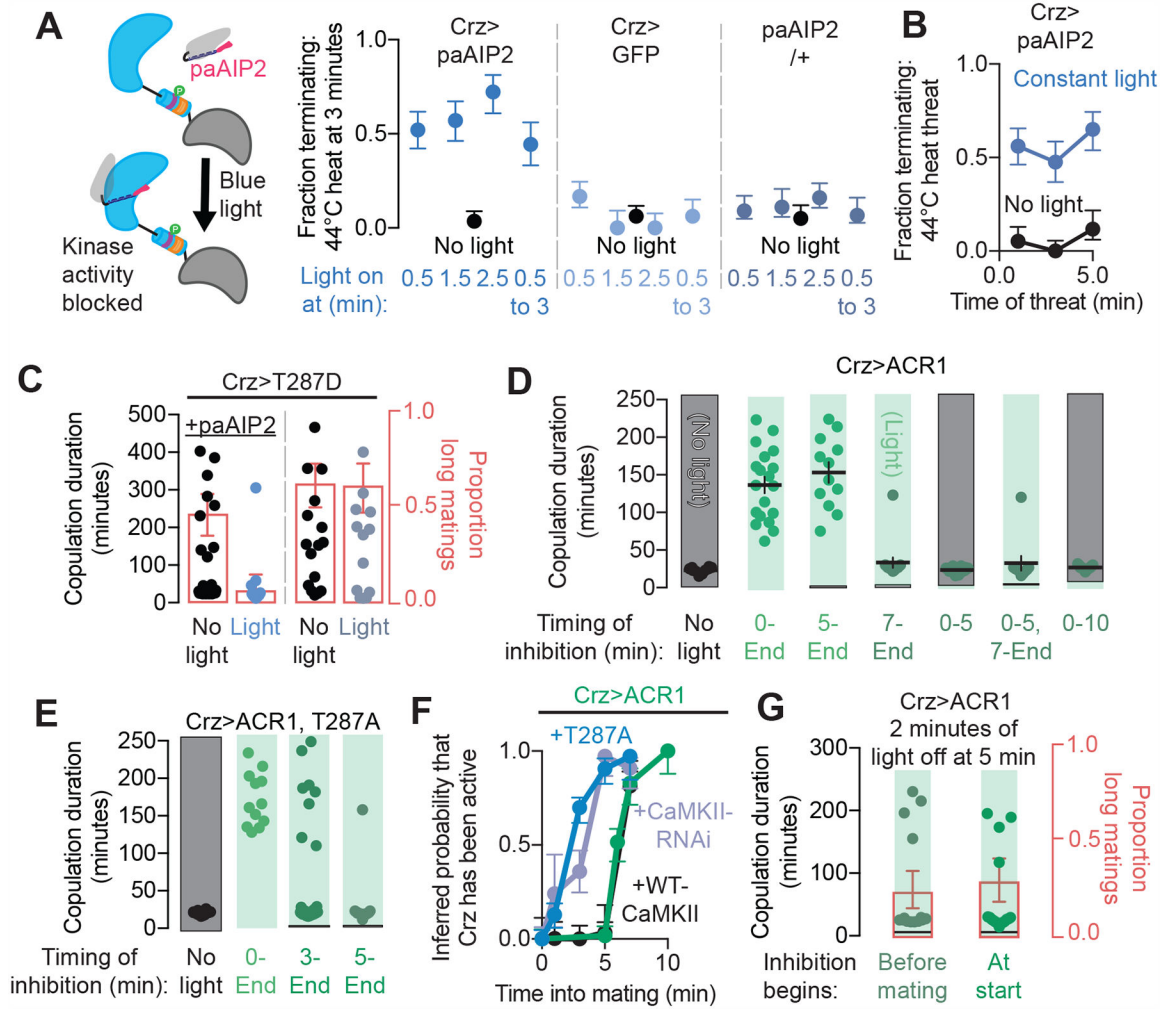 A
paAIP2
P
Blue
light
P
Kinase
activity
blocked
Fraction terminating:
44°C heat at 3 minutes
Crz>
paAIP2
Crz>
GFP
paAIP2
/+
1.0
0.5
0.0
No light
No light
No light
Light on
at (min):
0.5 1.5 2.5 0.5
to 3
0.5 1.5 2.5 0.5
to 3
0.5 1.5 2.5 0.5
to 3
B
Crz>
paAIP2
Fraction terminating:
44°C heat threat
1.0
0.5
0.0
Constant light
No light
0.0
5.0
Time of threat (min)
C
Crz>T287D
+paAIP2
Copulation duration
(minutes)
500
400
300
200
100
0
1.0
0.5
0.0
Proportion
long matings
No
light
Light
No
light
Light
D
Crz>ACR1
Copulation duration
(minutes)
250
200
150
100
50
0
(No light)
(Light)
Timing of
inhibition (min):
No
light
0-
End
5-
End
7-
End
0-5
0-5,
7-End
0-10
E
Crz>ACR1, T287A
Copulation duration
(minutes)
250
200
150
100
50
0
Timing of
inhibition (min):
No
light
0-
End
3-
End
5-
End
F
Crz>ACR1
Inferred probability that
Crz has been active
1.0
0.5
0.0
+T287A
+CaMKII-
RNAi
+WT-
CaMKII
0
5
10
Time into mating (min)
G
Crz>ACR1
2 minutes of
light off at 5 min
Copulation duration
(minutes)
300
200
100
0
1.0
0.5
0.0
Proportion
long matings
Inhibition
begins:
Before
mating
At
start